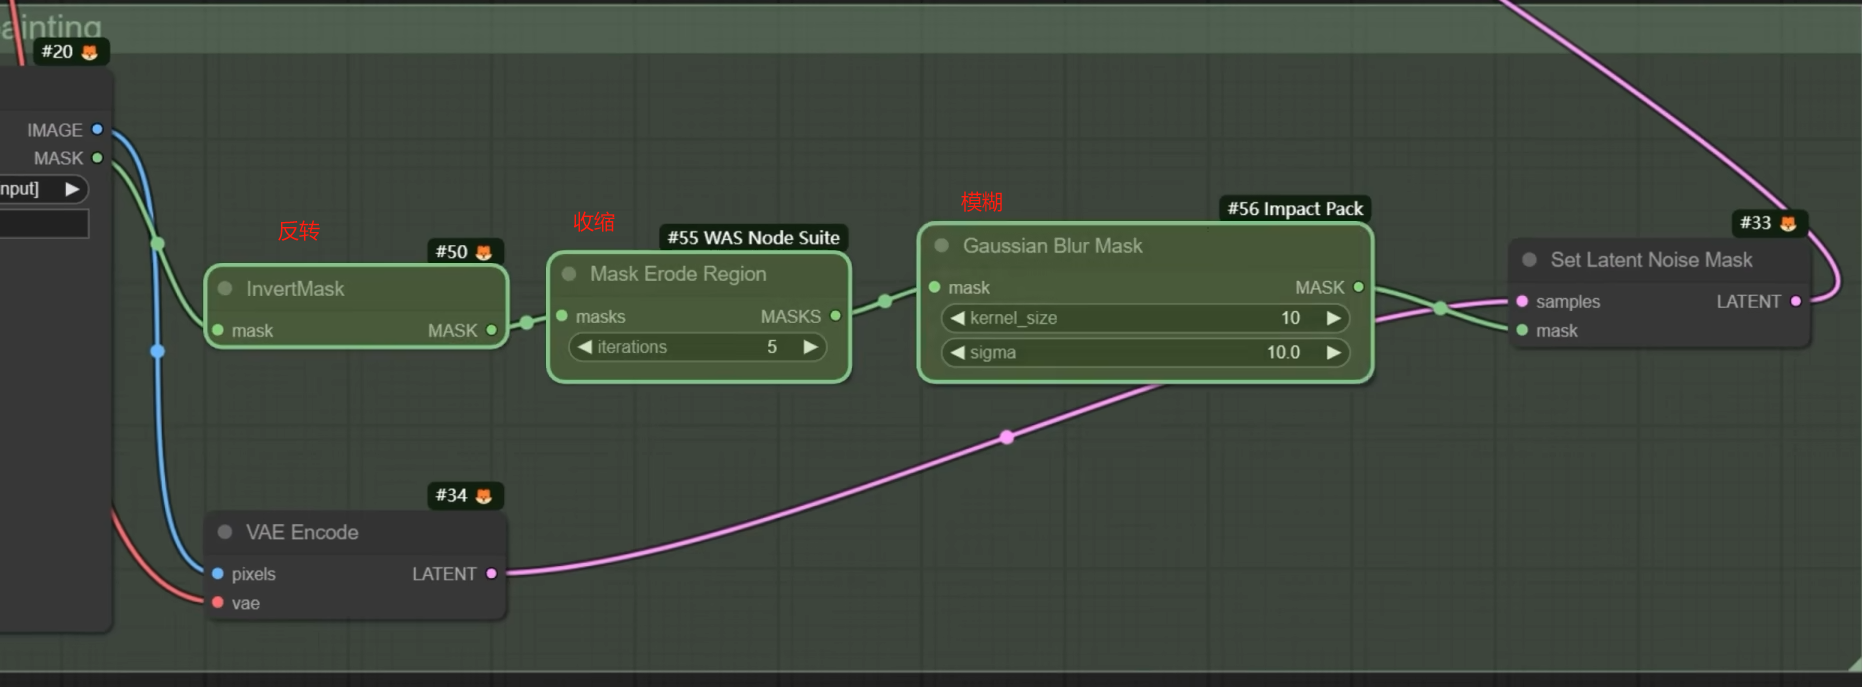 ainting
#20
IMAGE
MASK
nput]
反转
#50
InvertMask
mask
MASK
收缩
#55 WAS Node Suite
Mask Erode Region
masks
MASKS
iterations
5
模糊
#56 Impact Pack
Gaussian Blur Mask
mask
MASK
kernel_size
10
sigma
10.0
#33
Set Latent Noise Mask
samples
LATENT
mask
#34
VAE Encode
pixels
LATENT
vae